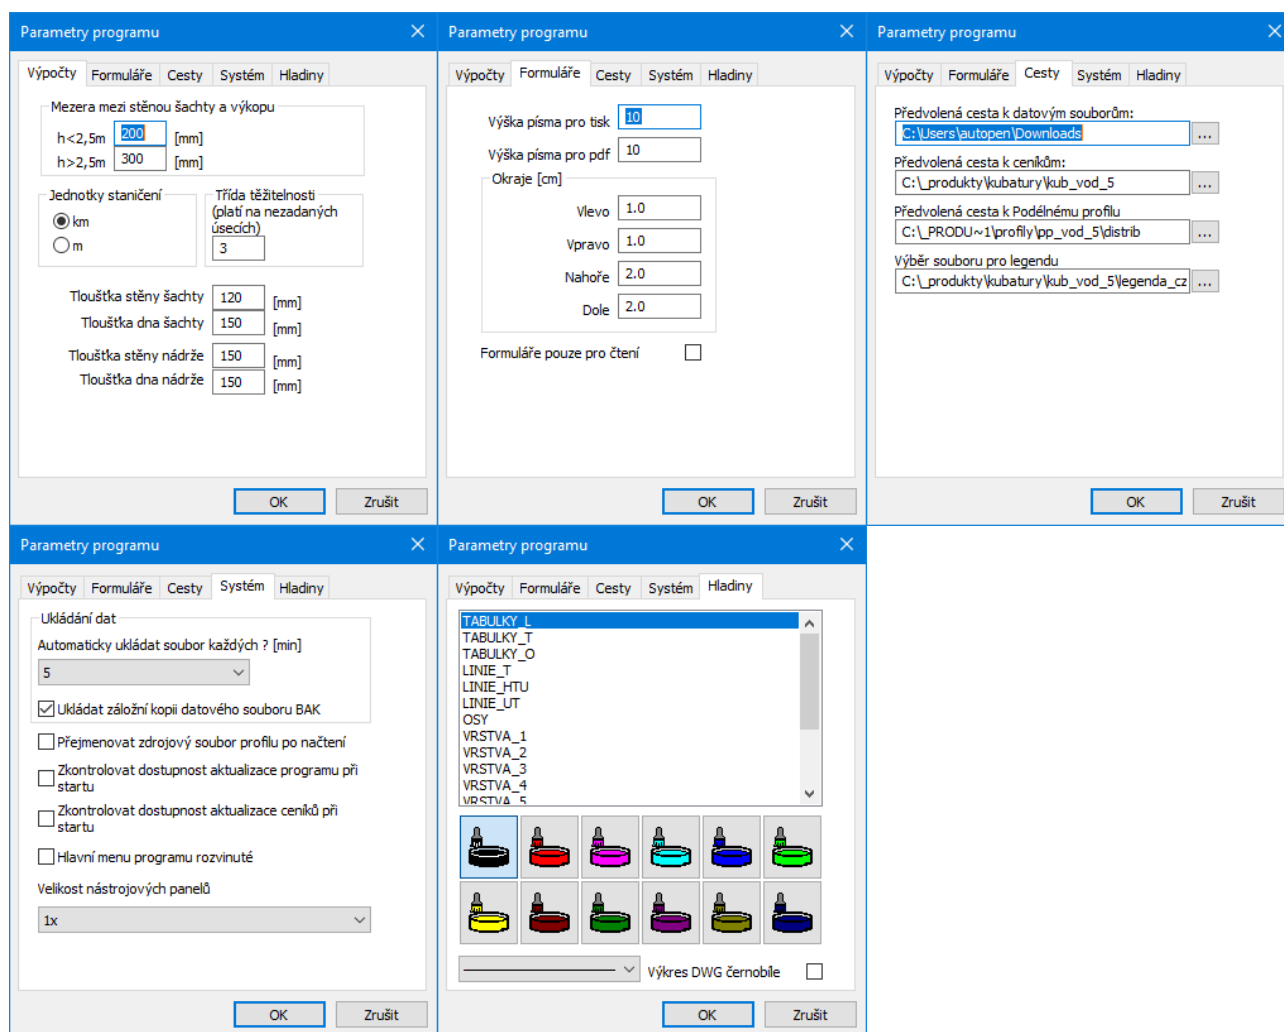 Parametry programu
Výpočty Formuláře Cesty Systém Hladiny
Mezera mezi stěnou šachty a výkopu
h<2,5m 200 [mm]
h>2,5m 300 [mm]
Jednotky staničení
km
m
Třída těžitelnosti
(platí na nezadaných
úsecích)
3
Tloušťka stěny šachty 120 [mm]
Tloušťka dna šachty 150 [mm]
Tloušťka stěny nádrže 150 [mm]
Tloušťka dna nádrže 150 [mm]
OK Zrušit
Parametry programu
Výpočty Formuláře Cesty Systém Hladiny
Výška písma pro tisk 10
Výška písma pro pdf 10
Okraje [cm]
Vlevo 1.0
Vpravo 1.0
Nahoře 2.0
Dole 2.0
Formuláře pouze pro čtení
OK Zrušit
Parametry programu
Výpočty Formuláře Cesty Systém Hladiny
Předvolená cesta k datovým souborům:
C:\Users\autopen\Downloads ...
Předvolená cesta k ceníkům:
C:\_produkty\kubatury\kub_vod_5 ...
Předvolená cesta k Podélnému profilu
C:\_PRODU~1\profily\pp_vod_5\distrib ...
Výběr souboru pro legendu
C:\_produkty\kubatury\kub_vod_5\legenda_cz ...
OK Zrušit
Parametry programu
Výpočty Formuláře Cesty Systém Hladiny
Ukládání dat
Automaticky ukládat soubor každých ? [min]
5
Ukládat záložní kopii datového souboru BAK
Přejmenovat zdrojový soubor profilu po načtení
Zkontrolovat dostupnost aktualizace programu při
startu
Zkontrolovat dostupnost aktualizace ceníků při
startu
Hlavní menu programu rozvinuté
Velikost nástrojových panelů
1x
OK Zrušit
Parametry programu
Výpočty Formuláře Cesty Systém Hladiny
TABULKY_L
TABULKY_T
TABULKY_O
LINIE_T
LINIE_HTU
LINIE_UT
OSY
VRSTVA_1
VRSTVA_2
VRSTVA_3
VRSTVA_4
VRSTVA_5
Výkres DWG černobíle
OK Zrušit